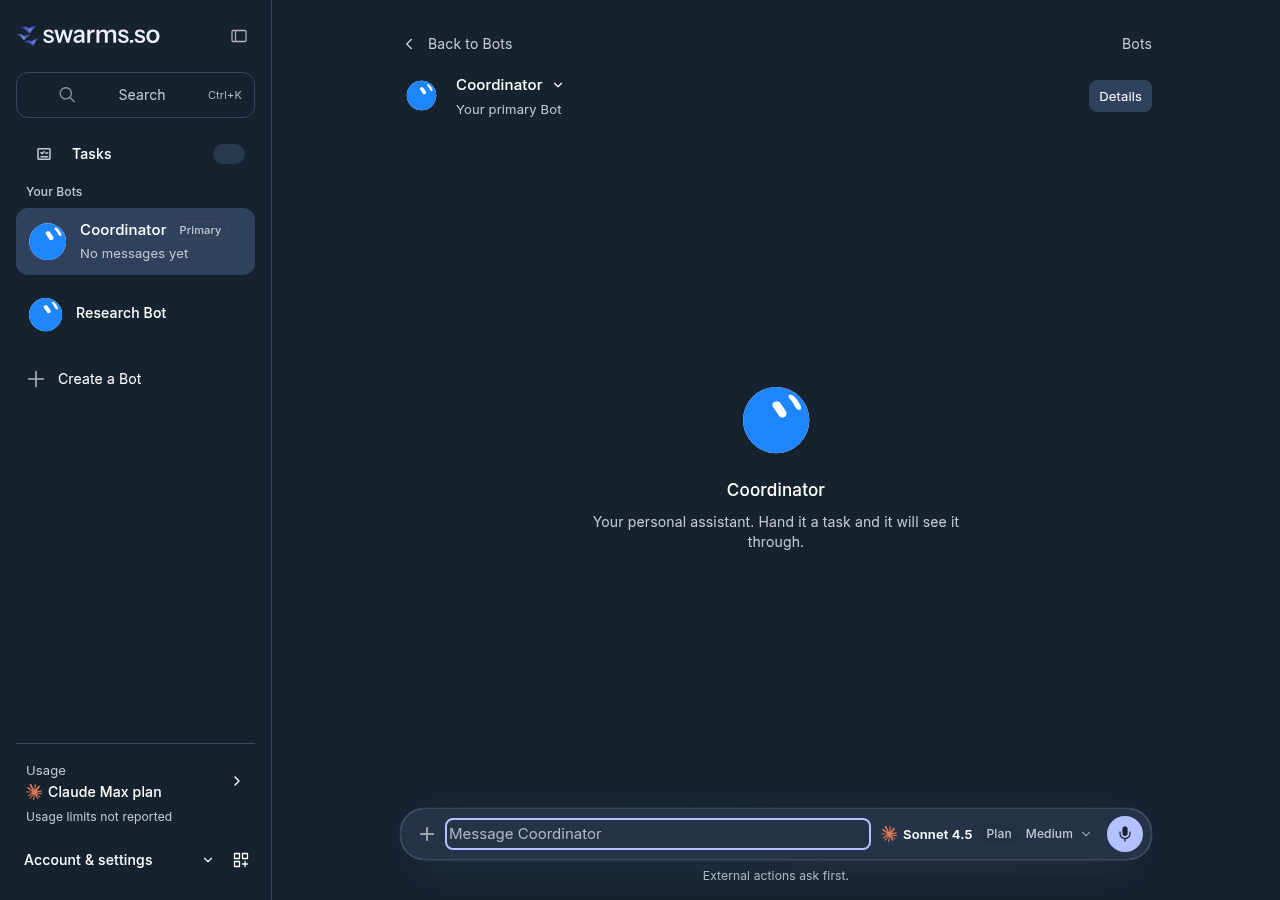 swarms.so
Search Ctrl+K
Tasks
Your Bots
Coordinator Primary
No messages yet
Research Bot
Create a Bot
Usage
Claude Max plan
Usage limits not reported
Account & settings
Back to Bots
Bots
Coordinator
Your primary Bot
Details
Coordinator
Your personal assistant. Hand it a task and it will see it
through.
Message Coordinator
Sonnet 4.5 Plan Medium
External actions ask first.